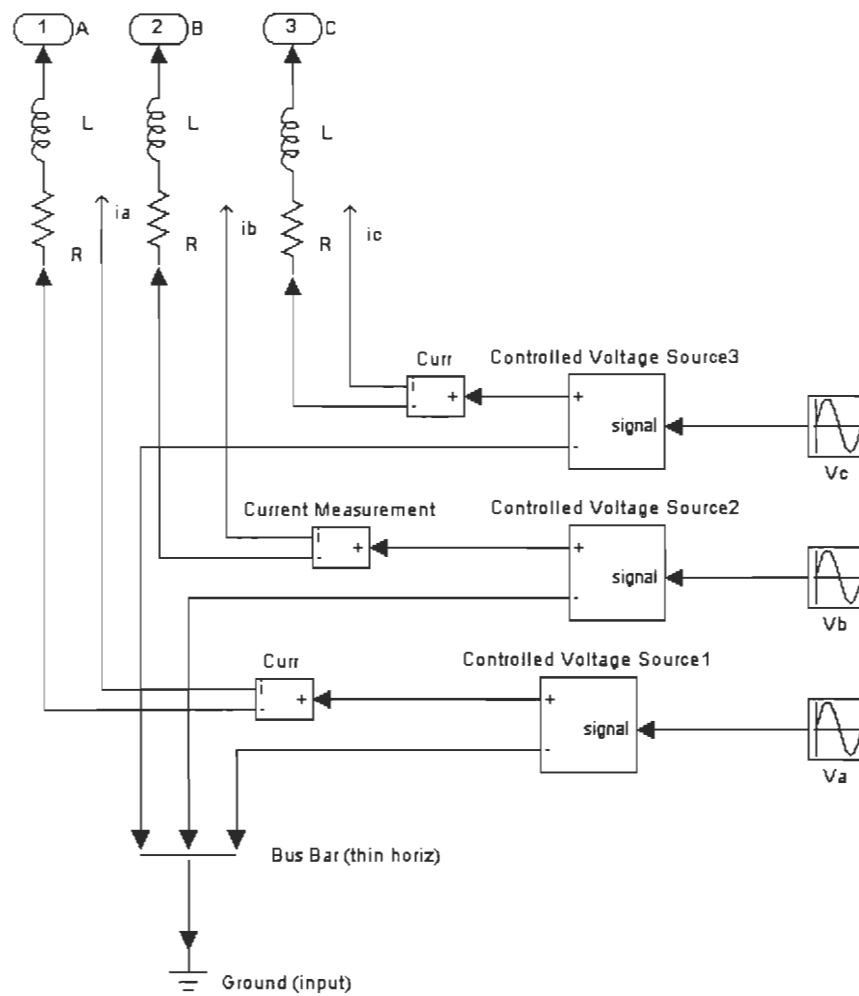 1 A 2 B 3 C
L L L
ia ib ic
R R R
Curr Controlled Voltage Source3
i
+ +
- signal
-
Vc
Current Measurement Controlled Voltage Source2
i
+ +
- signal
-
Vb
Curr Controlled Voltage Source1
i
+ +
- signal
-
Va
Bus Bar (thin horiz)
Ground (input)